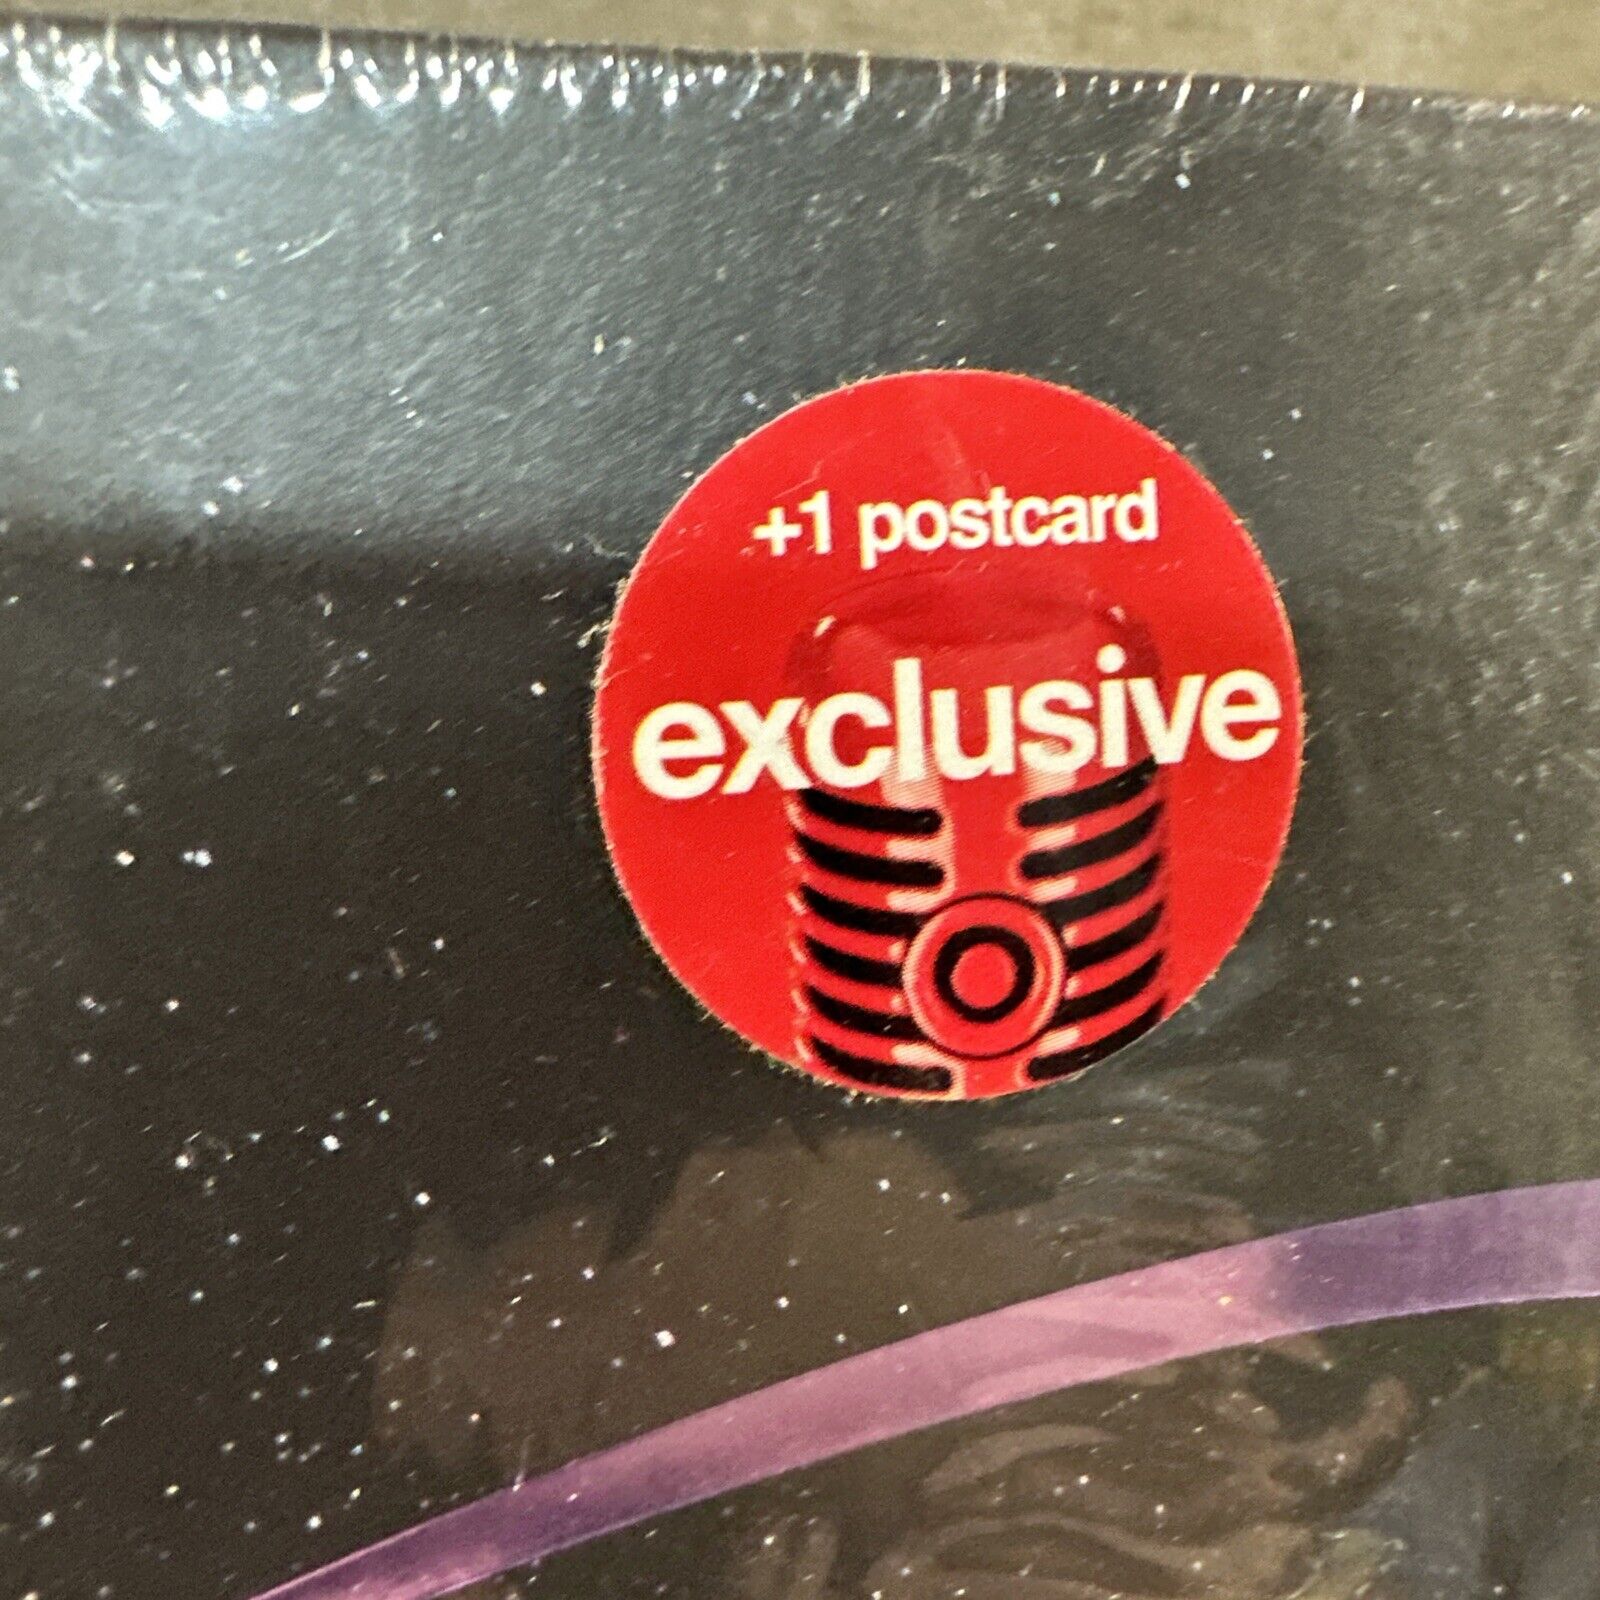 +1 postcard
exclusive